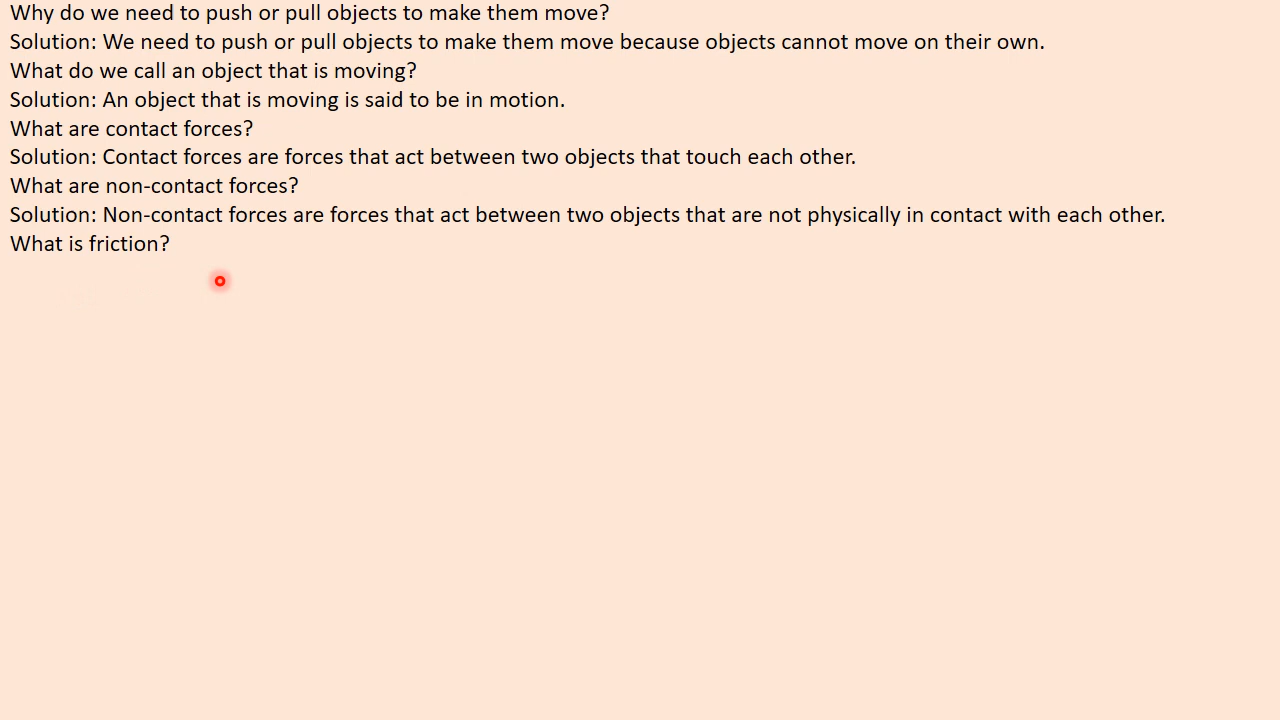 Why do we need to push or pull objects to make them move?
Solution: We need to push or pull objects to make them move because objects cannot move on their own.
What do we call an object that is moving?
Solution: An object that is moving is said to be in motion.
What are contact forces?
Solution: Contact forces are forces that act between two objects that touch each other.
What are non-contact forces?
Solution: Non-contact forces are forces that act between two objects that are not physically in contact with each other.
What is friction?